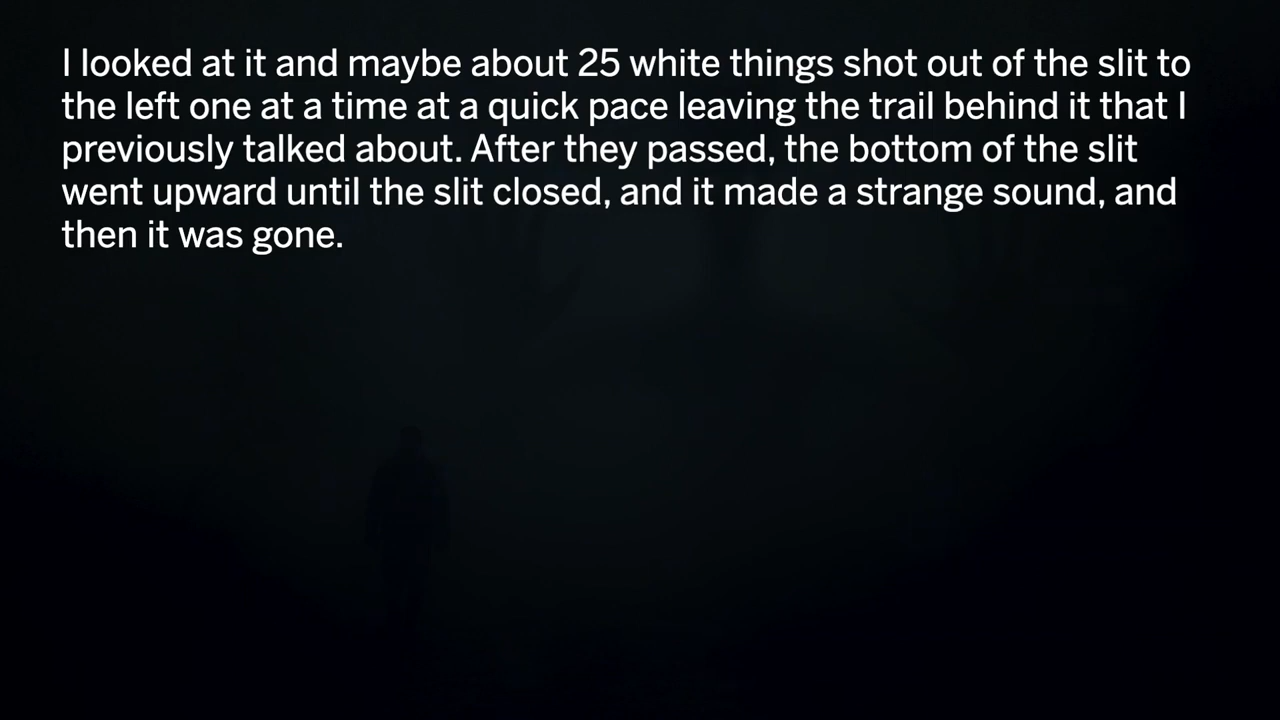 I looked at it and maybe about 25 white things shot out of the slit to
the left one at a time at a quick pace leaving the trail behind it that I
previously talked about. After they passed, the bottom of the slit
went upward until the slit closed, and it made a strange sound, and
then it was gone.